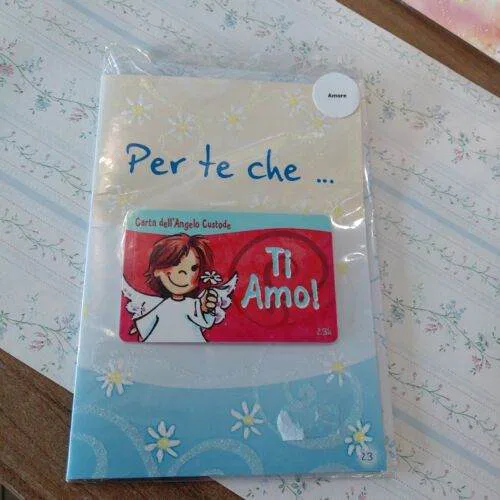 Amore
Per te che ...
Carta dell'Angelo Custode
Ti
Amo!
23